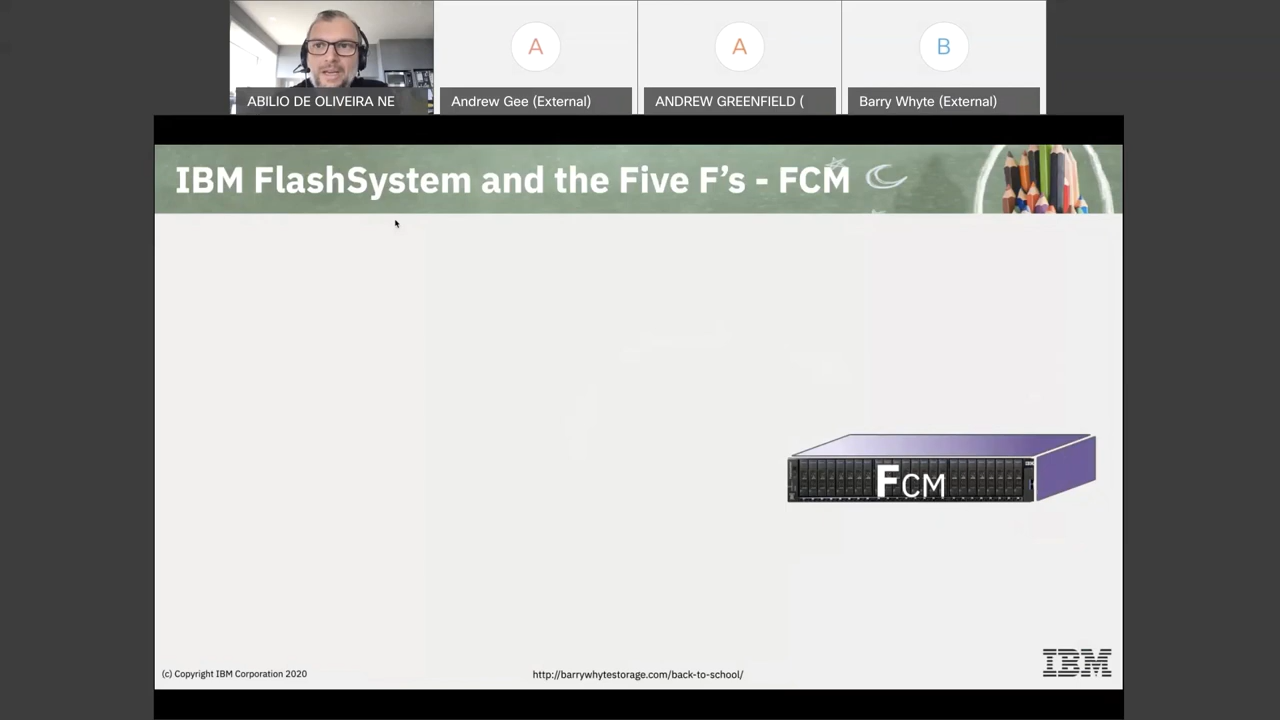 ABILIO DE OLIVEIRA NE
A
Andrew Gee (External)
A
ANDREW GREENFIELD (
B
Barry Whyte (External)
IBM FlashSystem and the Five F's - FCM
FCM
(c) Copyright IBM Corporation 2020
http://barrywhytestorage.com/back-to-school/
IBM